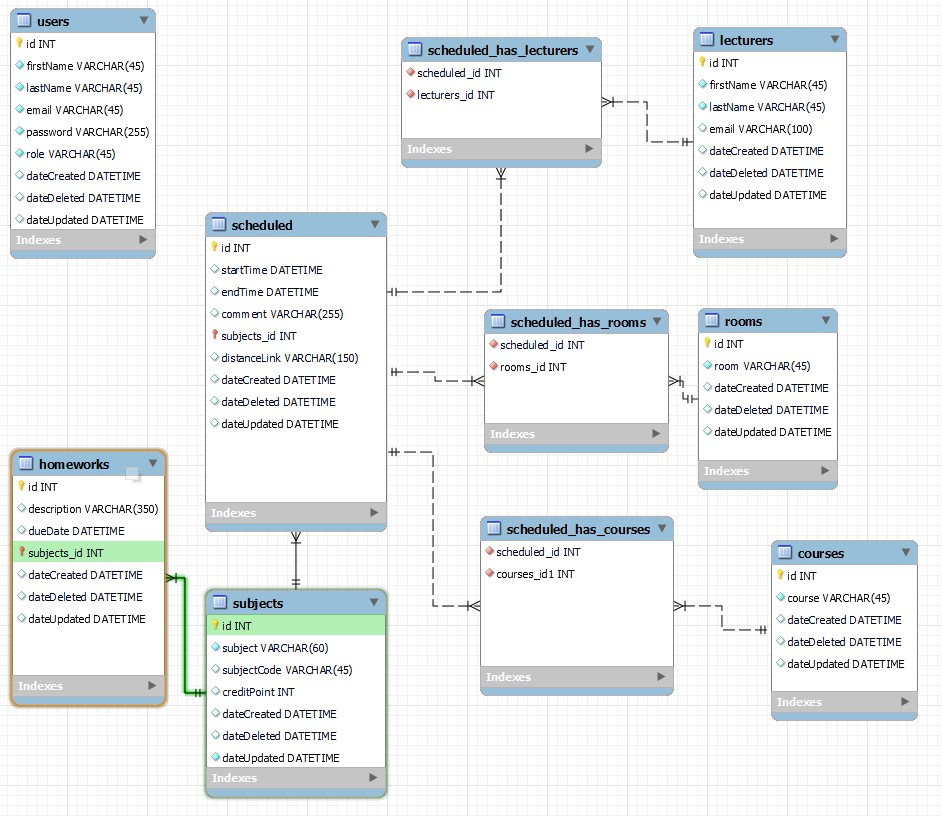 users
id INT
firstName VARCHAR(45)
lastName VARCHAR(45)
email VARCHAR(45)
password VARCHAR(255)
role VARCHAR(45)
dateCreated DATETIME
dateDeleted DATETIME
dateUpdated DATETIME
Indexes
scheduled_has_lecturers
scheduled_id INT
lecturers_id INT
Indexes
lecturers
id INT
firstName VARCHAR(45)
lastName VARCHAR(45)
email VARCHAR(100)
dateCreated DATETIME
dateDeleted DATETIME
dateUpdated DATETIME
Indexes
scheduled
id INT
startTime DATETIME
endTime DATETIME
comment VARCHAR(255)
subjects_id INT
distanceLink VARCHAR(150)
dateCreated DATETIME
dateDeleted DATETIME
dateUpdated DATETIME
Indexes
scheduled_has_rooms
scheduled_id INT
rooms_id INT
Indexes
rooms
id INT
room VARCHAR(45)
dateCreated DATETIME
dateDeleted DATETIME
dateUpdated DATETIME
Indexes
homeworks
id INT
description VARCHAR(350)
dueDate DATETIME
subjects_id INT
dateCreated DATETIME
dateDeleted DATETIME
dateUpdated DATETIME
Indexes
subjects
id INT
subject VARCHAR(60)
subjectCode VARCHAR(45)
creditPoint INT
dateCreated DATETIME
dateDeleted DATETIME
dateUpdated DATETIME
Indexes
scheduled_has_courses
scheduled_id INT
courses_id1 INT
Indexes
courses
id INT
course VARCHAR(45)
dateCreated DATETIME
dateDeleted DATETIME
dateUpdated DATETIME
Indexes